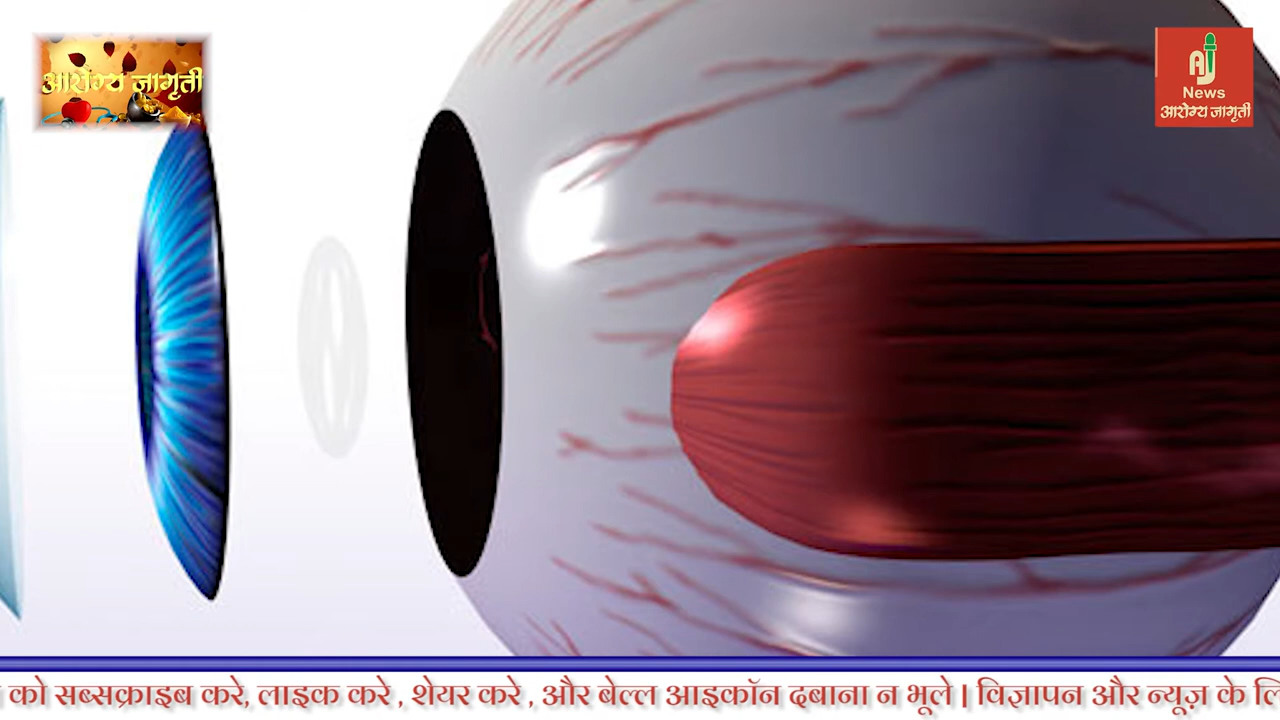 आरोग्य जागृती
AJ
News
आरोग्य जागृती
को सब्सक्राइब करे, लाइक करे , शेयर करे , और बेल्ल आइकॉन दबाना न भूले | विज्ञापन और न्यूज़ के